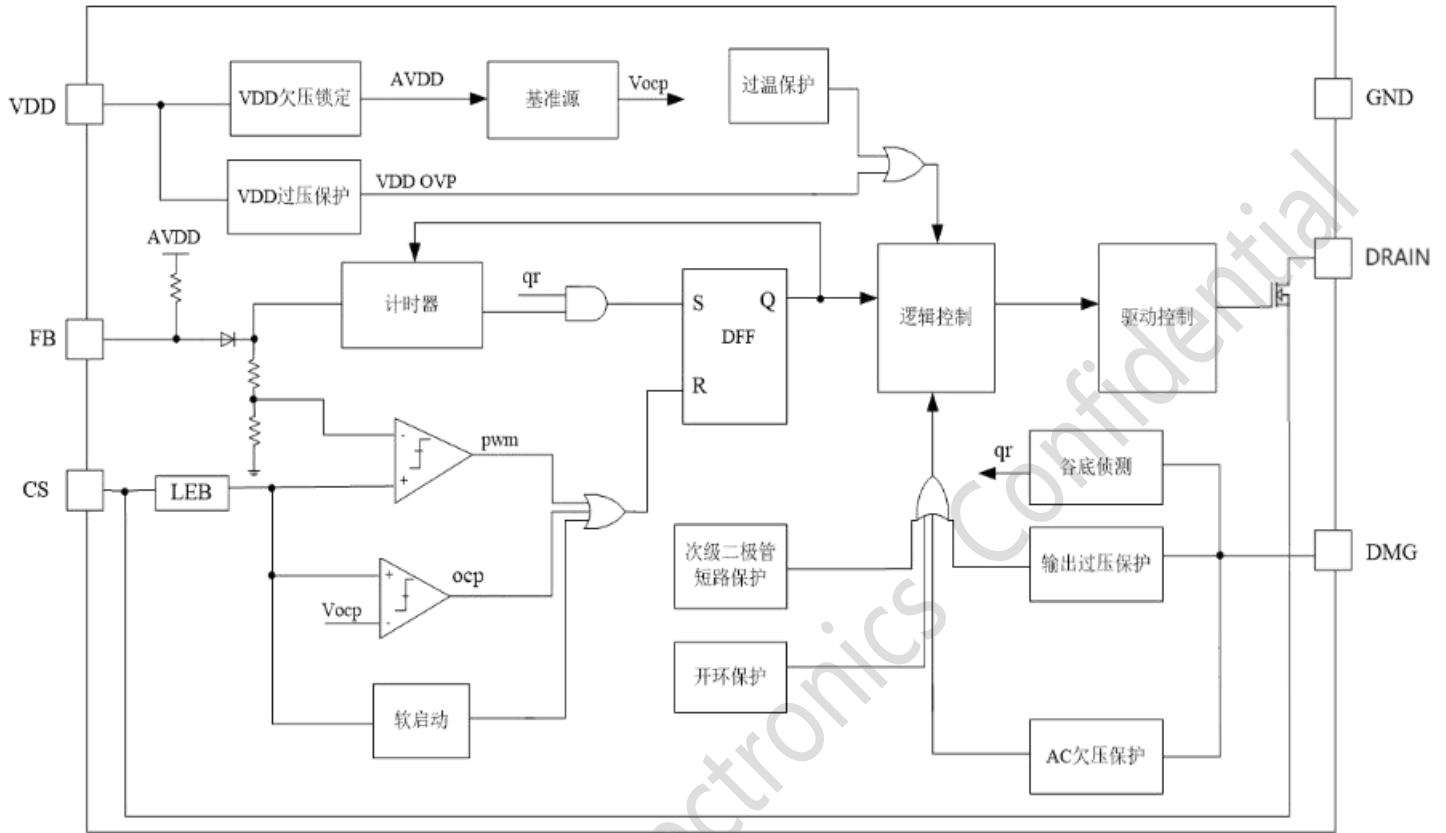 VDD
VDD欠压锁定
AVDD
基准源
Vocp
过温保护
GND
VDD过压保护
VDD OVP
AVDD
DRAIN
计时器
qr
S
Q
DFF
R
逻辑控制
驱动控制
FB
-
+
pwm
CS
LEB
qr
谷底侦测
次级二极管
短路保护
输出过压保护
DMG
+
-
ocp
Vocp
开环保护
软启动
AC欠压保护
ectronics Confidential